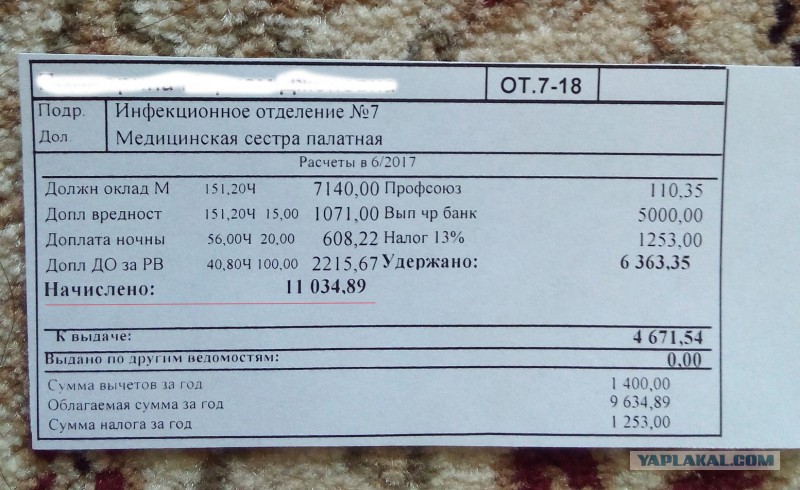 ОТ.7-18
Подр. Инфекционное отделение №7
Дол. Медицинская сестра палатная
Расчеты в 6/2017
Должн оклад М 151,20Ч 7140,00 Профсоюз 110,35
Допл вредност 151,20Ч 15,00 1071,00 Вып чр банк 5000,00
Доплата ночны 56,00Ч 20,00 608,22 Налог 13% 1253,00
Допл ДО за РВ 40,80Ч 100,00 2215,67 Удержано: 6 363,35
Начислено: 11 034,89
К выдаче: 4 671,54
Выдано по другим ведомостям: 0,00
Сумма вычетов за год 1 400,00
Облагаемая сумма за год 9 634,89
Сумма налога за год 1 253,00
YAPLAKAL.COM